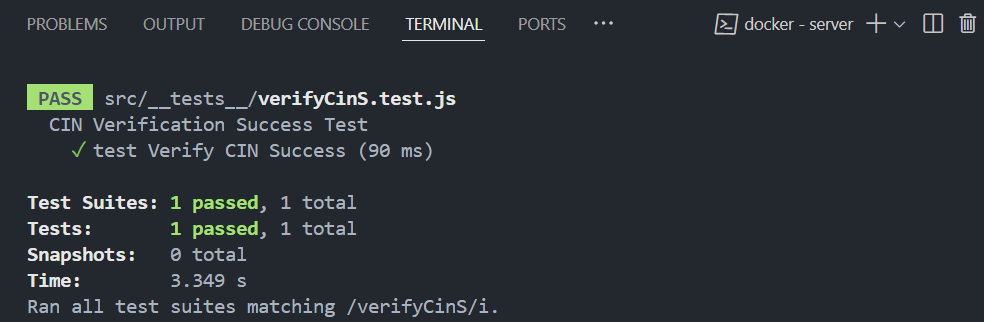 PROBLEMS OUTPUT DEBUG CONSOLE TERMINAL PORTS ··· docker - server
PASS src/__tests__/verifyCinS.test.js
CIN Verification Success Test
✓ test Verify CIN Success (90 ms)
Test Suites: 1 passed, 1 total
Tests: 1 passed, 1 total
Snapshots: 0 total
Time: 3.349 s
Ran all test suites matching /verifyCinS/i.